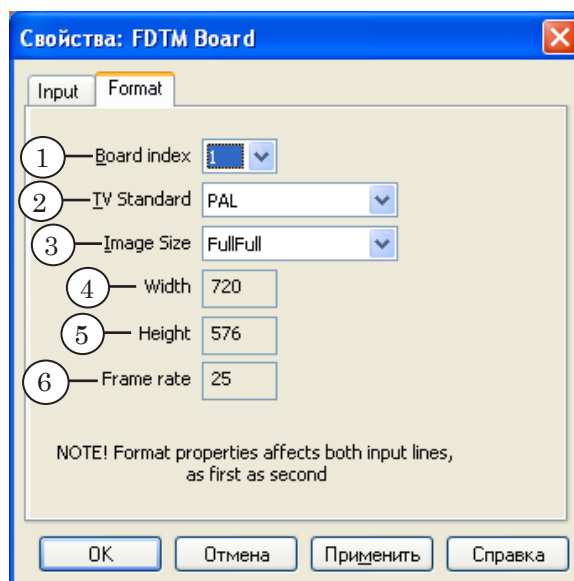 Свойства: FDTM Board
Input Format
1 Board index 1
2 TV Standard PAL
3 Image Size FullFull
4 Width 720
5 Height 576
6 Frame rate 25
NOTE! Format properties affects both input lines,
as first as second
OK Отмена Применить Справка